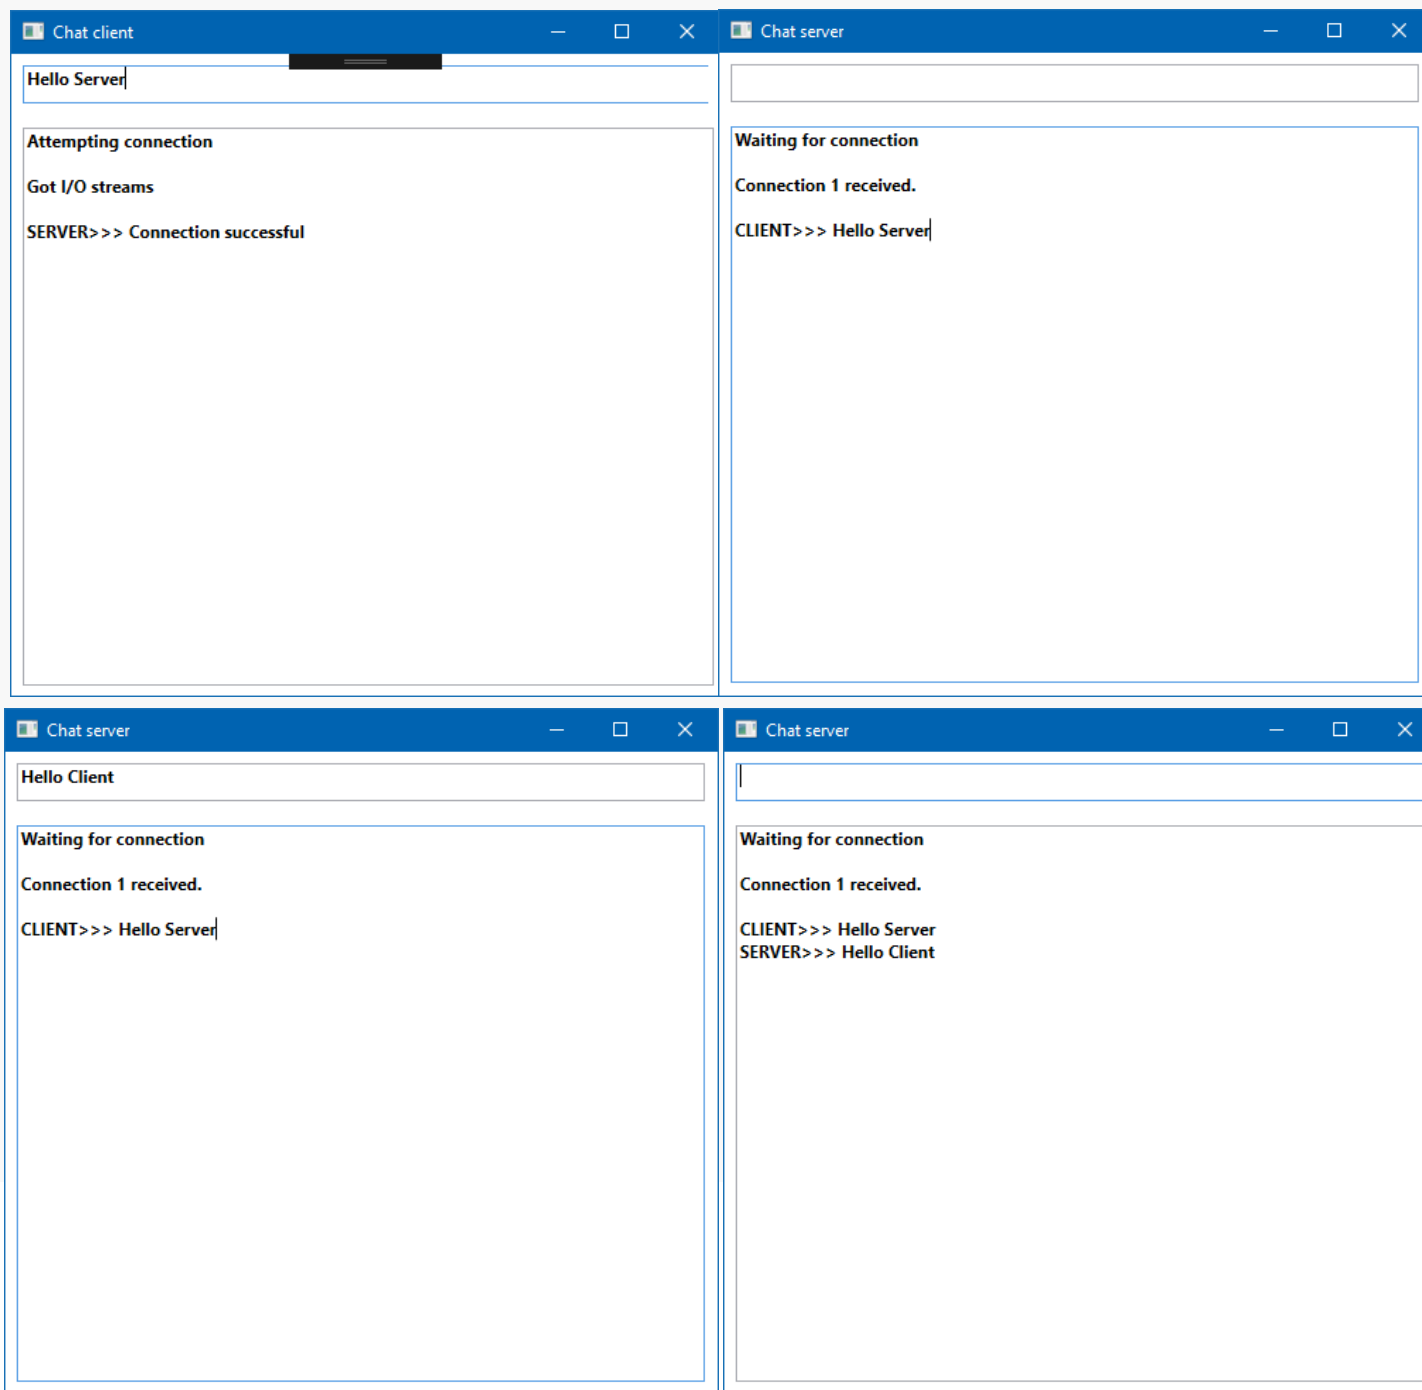 Chat client
Hello Server
Attempting connection
Got I/O streams
SERVER>>> Connection successful
Chat server
Waiting for connection
Connection 1 received.
CLIENT>>> Hello Server
Chat server
Hello Client
Waiting for connection
Connection 1 received.
CLIENT>>> Hello Server
Chat server
Waiting for connection
Connection 1 received.
CLIENT>>> Hello Server
SERVER>>> Hello Client